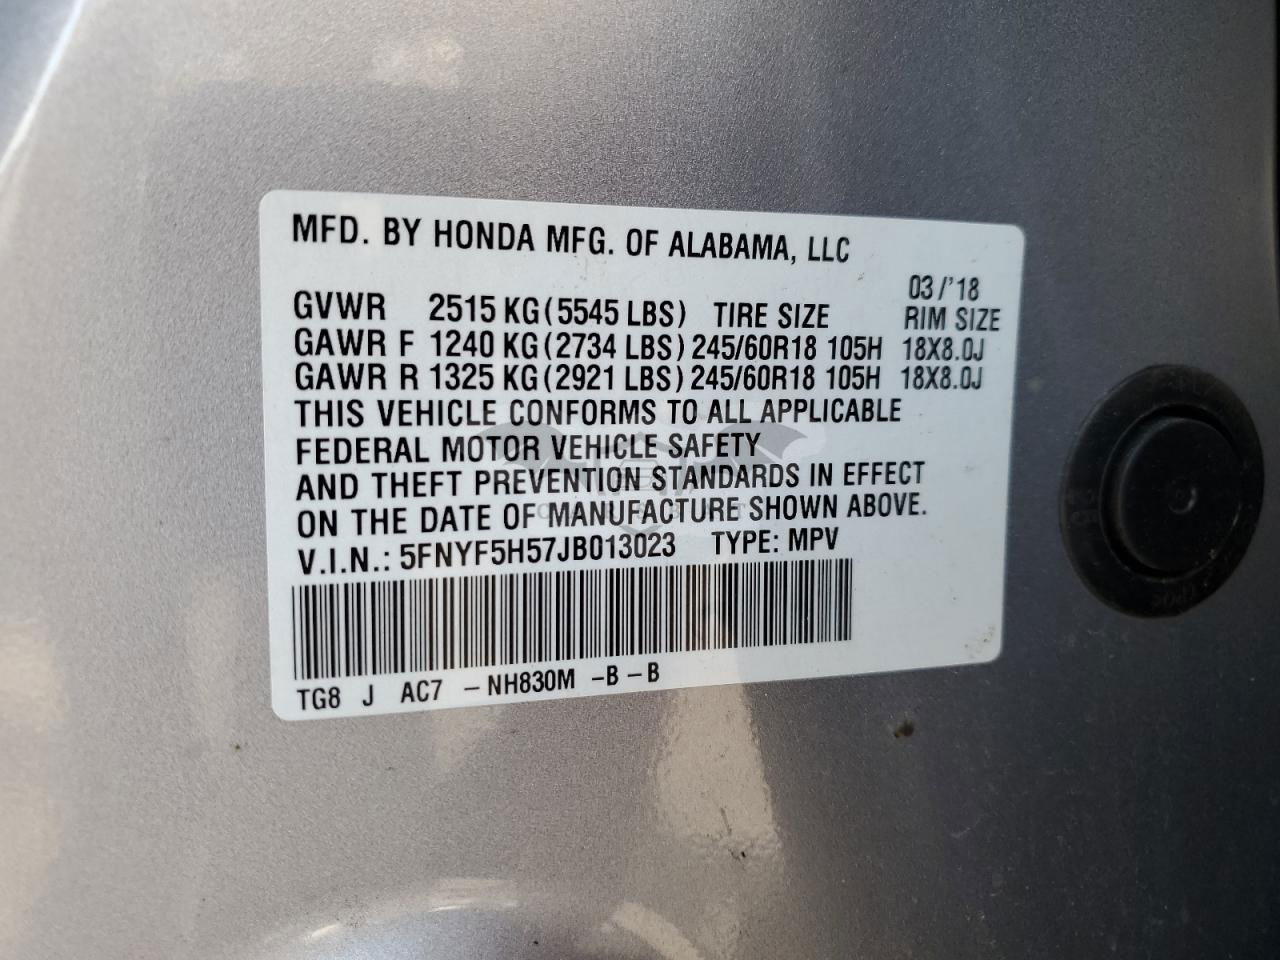 MFD. BY HONDA MFG. OF ALABAMA, LLC
03/'18
GVWR 2515 KG(5545 LBS) TIRE SIZE RIM SIZE
GAWR F 1240 KG(2734 LBS) 245/60R18 105H 18X8.0J
GAWR R 1325 KG(2921 LBS) 245/60R18 105H 18X8.0J
THIS VEHICLE CONFORMS TO ALL APPLICABLE
FEDERAL MOTOR VEHICLE SAFETY
AND THEFT PREVENTION STANDARDS IN EFFECT
ON THE DATE OF MANUFACTURE SHOWN ABOVE.
V.I.N.: 5FNYF5H57JB013023 TYPE: MPV
TG8 J AC7 -NH830M -B-B